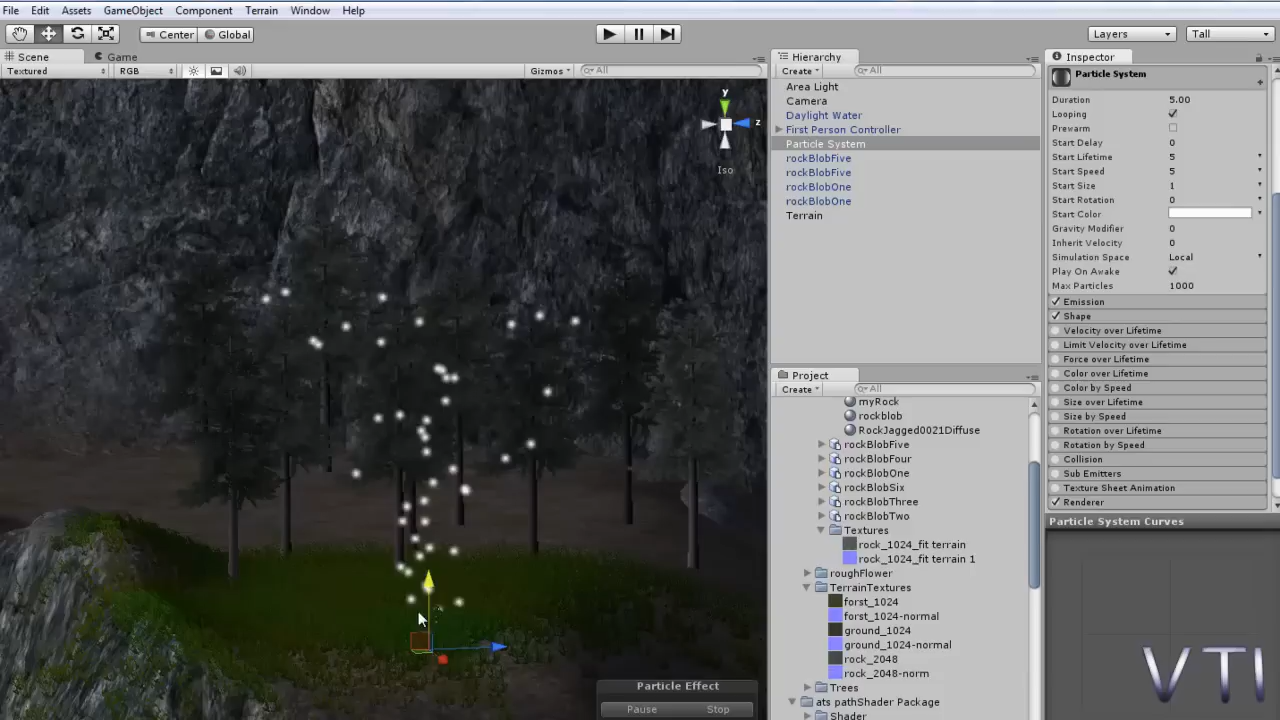 File Edit Assets GameObject Component Terrain Window Help
Center Global Layers Tall
Scene Game
Textured RGB Gizmos All
y
z
Iso
Particle Effect
Pause Stop
Hierarchy
Create All
Area Light
Camera
Daylight Water
First Person Controller
Particle System
rockBlobFive
rockBlobFive
rockBlobOne
rockBlobOne
Terrain
Project
Create All
myRock
rockblob
RockJagged0021Diffuse
rockBlobFive
rockBlobFour
rockBlobOne
rockBlobSix
rockBlobThree
rockBlobTwo
Textures
rock_1024_fit terrain
rock_1024_fit terrain 1
roughFlower
TerrainTextures
forst_1024
forst_1024-normal
ground_1024
ground_1024-normal
rock_2048
rock_2048-norm
Trees
ats pathShader Package
Shader
Inspector
Particle System
Duration 5.00
Looping
Prewarm
Start Delay 0
Start Lifetime 5
Start Speed 5
Start Size 1
Start Rotation 0
Start Color
Gravity Modifier 0
Inherit Velocity 0
Simulation Space Local
Play On Awake
Max Particles 1000
Emission
Shape
Velocity over Lifetime
Limit Velocity over Lifetime
Force over Lifetime
Color over Lifetime
Color by Speed
Size over Lifetime
Size by Speed
Rotation over Lifetime
Rotation by Speed
Collision
Sub Emitters
Texture Sheet Animation
Renderer
Particle System Curves
VTI